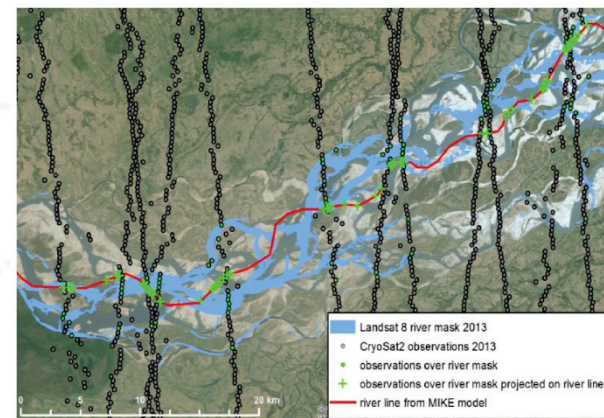 Landsat 8 river mask 2013
CryoSat2 observations 2013
observations over river mask
observations over river mask projected on river line
river line from MIKE model
0
10
20 km